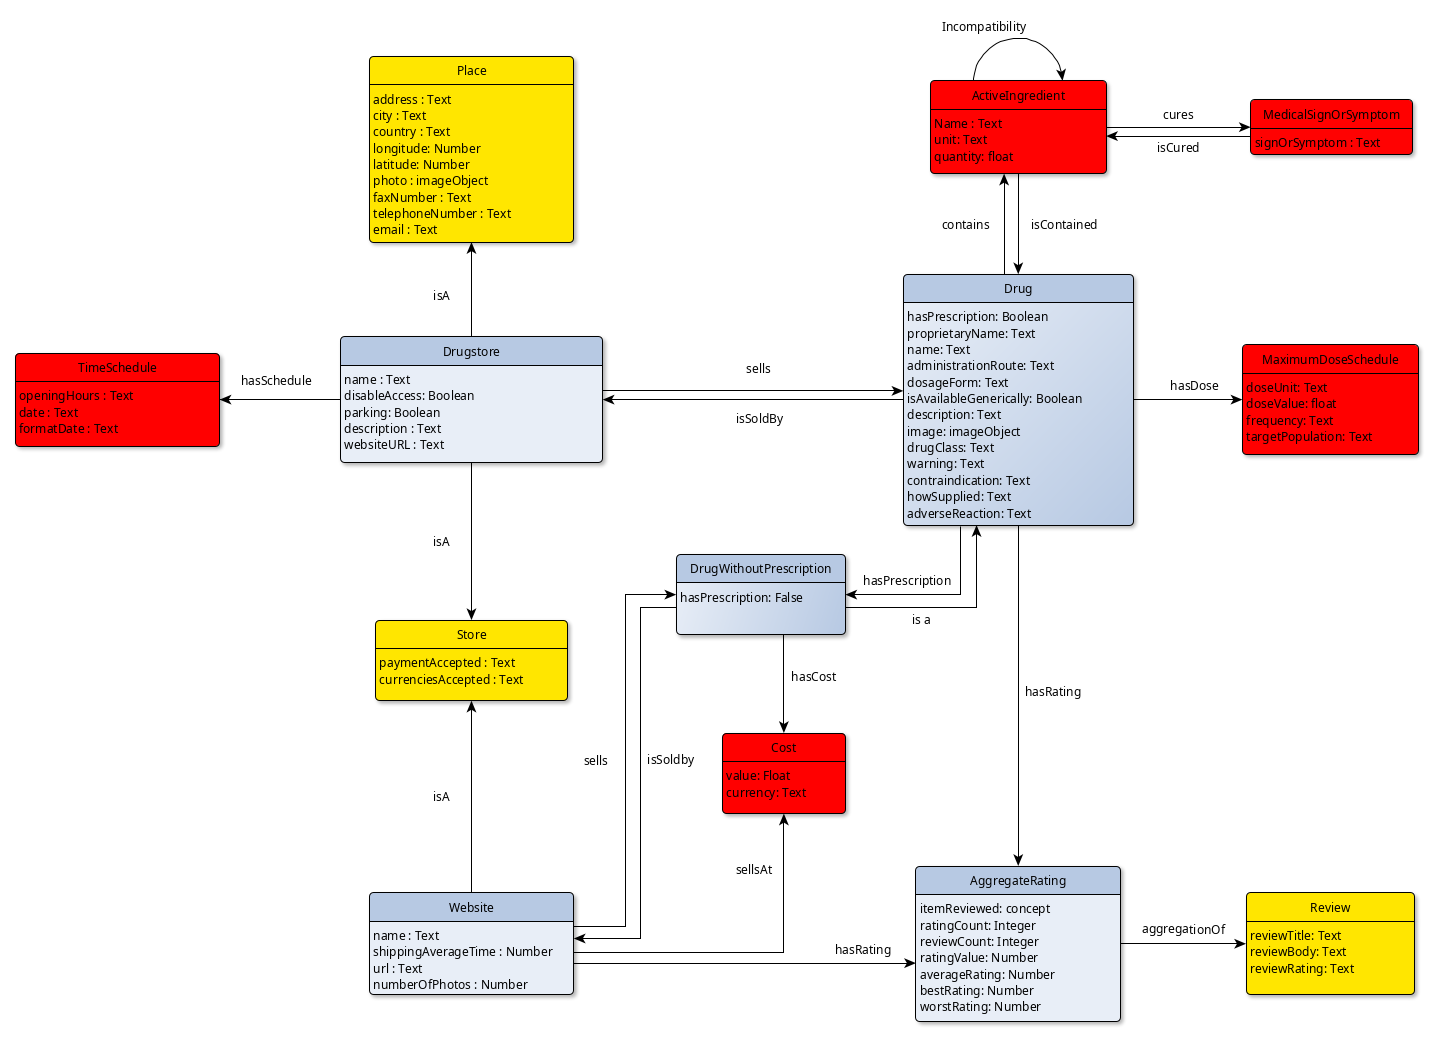 Incompatibility
Place
address : Text
city : Text
country : Text
longitude: Number
latitude: Number
photo : imageObject
faxNumber : Text
telephoneNumber : Text
email : Text
ActiveIngredient
Name : Text
unit: Text
quantity: float
cures
isCured
MedicalSignOrSymptom
signOrSymptom : Text
contains
isContained
isA
Drug
hasPrescription: Boolean
proprietaryName: Text
name: Text
administrationRoute: Text
dosageForm: Text
isAvailableGenerically: Boolean
description: Text
image: imageObject
drugClass: Text
warning: Text
contraindication: Text
howSupplied: Text
adverseReaction: Text
TimeSchedule
openingHours : Text
date : Text
formatDate : Text
hasSchedule
Drugstore
name : Text
disableAccess: Boolean
parking: Boolean
description : Text
websiteURL : Text
sells
isSoldBy
hasDose
MaximumDoseSchedule
doseUnit: Text
doseValue: float
frequency: Text
targetPopulation: Text
isA
DrugWithoutPrescription
hasPrescription: False
hasPrescription
is a
Store
paymentAccepted : Text
currenciesAccepted : Text
hasCost
hasRating
sells
isSoldby
Cost
value: Float
currency: Text
isA
sellsAt
Website
name : Text
shippingAverageTime : Number
url : Text
numberOfPhotos : Number
hasRating
AggregateRating
itemReviewed: concept
ratingCount: Integer
reviewCount: Integer
ratingValue: Number
averageRating: Number
bestRating: Number
worstRating: Number
aggregationOf
Review
reviewTitle: Text
reviewBody: Text
reviewRating: Text